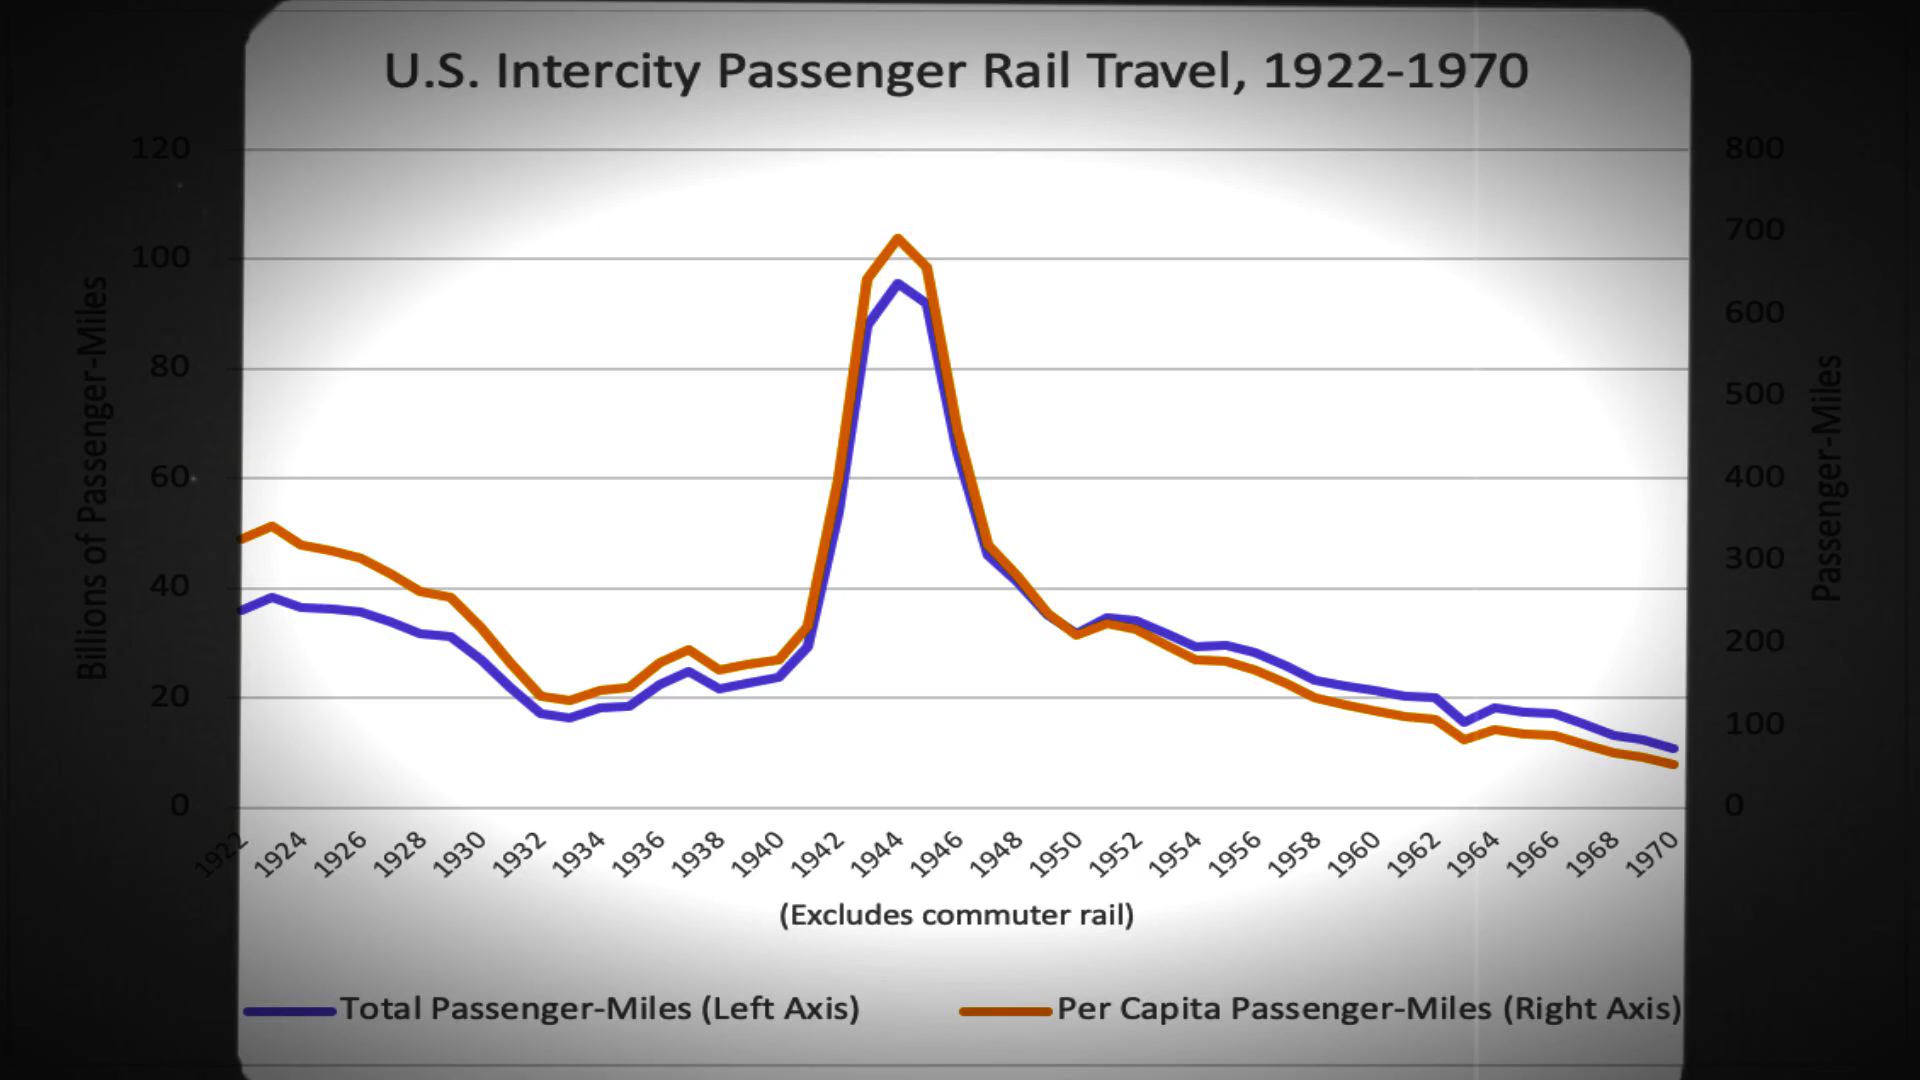 U.S. Intercity Passenger Rail Travel, 1922-1970
Billions of Passenger-Miles
120
100
80
60
40
20
0
800
700
600
500
400
300
200
100
0
Passenger-Miles
1922 1924 1926 1928 1930 1932 1934 1936 1938 1940 1942 1944 1946 1948 1950 1952 1954 1956 1958 1960 1962 1964 1966 1968 1970
(Excludes commuter rail)
Total Passenger-Miles (Left Axis) Per Capita Passenger-Miles (Right Axis)